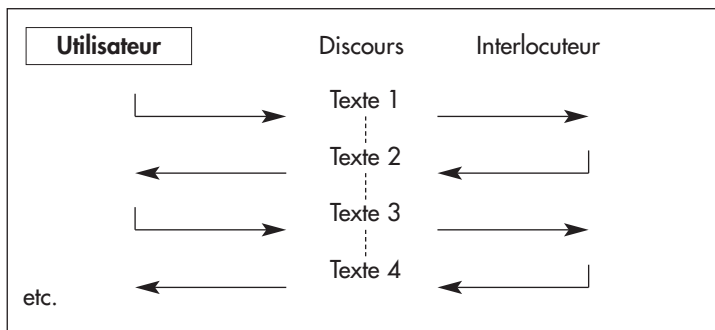 Utilisateur Discours Interlocuteur
Texte 1
Texte 2
Texte 3
Texte 4
etc.